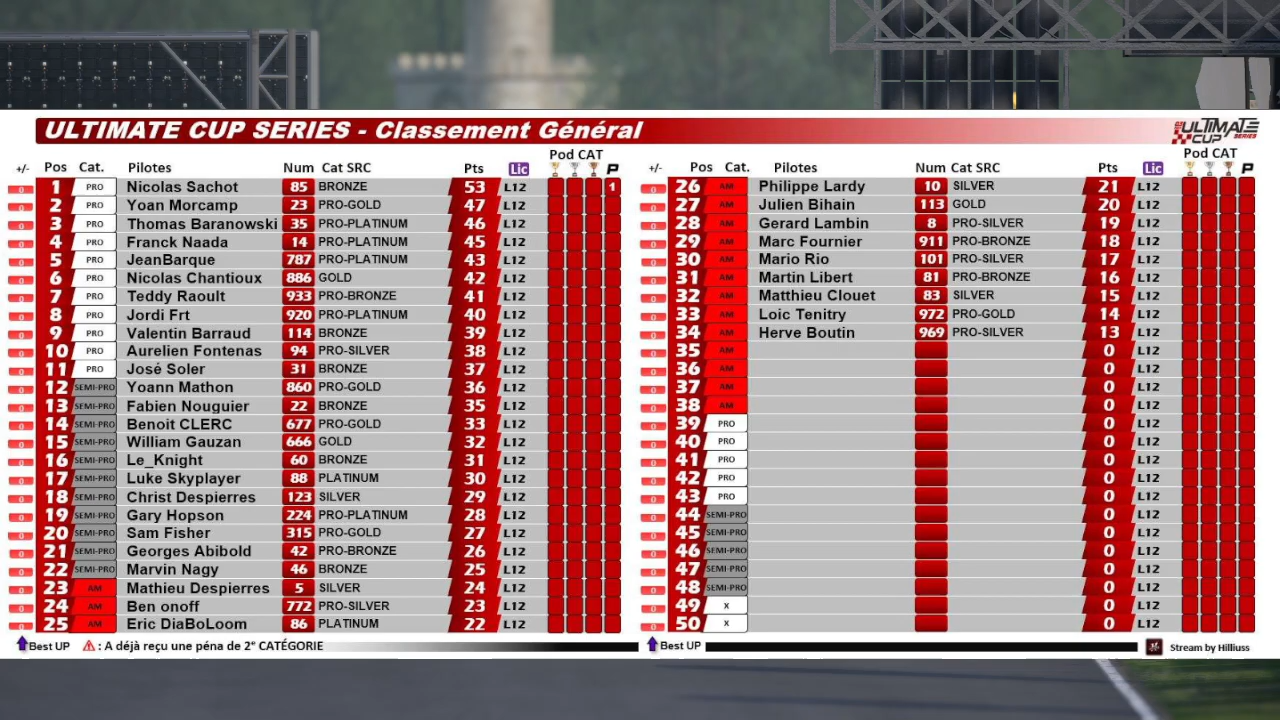 ULTIMATE CUP SERIES - Classement Général
ULTIMATE CUP SERIES
Pod CAT
+/- Pos Cat. Pilotes Num Cat SRC Pts Lic P
0 1 PRO Nicolas Sachot 85 BRONZE 53 L12 1
0 2 PRO Yoan Morcamp 23 PRO-GOLD 47 L12
0 3 PRO Thomas Baranowski 35 PRO-PLATINUM 46 L12
0 4 PRO Franck Naada 14 PRO-PLATINUM 45 L12
0 5 PRO JeanBarque 787 PRO-PLATINUM 43 L12
0 6 PRO Nicolas Chantioux 886 GOLD 42 L12
0 7 PRO Teddy Raoult 933 PRO-BRONZE 41 L12
0 8 PRO Jordi Frt 920 PRO-PLATINUM 40 L12
0 9 PRO Valentin Barraud 114 BRONZE 39 L12
0 10 PRO Aurelien Fontenas 94 PRO-SILVER 38 L12
0 11 PRO José Soler 31 BRONZE 37 L12
0 12 SEMI-PRO Yoann Mathon 860 PRO-GOLD 36 L12
0 13 SEMI-PRO Fabien Nouguier 22 BRONZE 35 L12
0 14 SEMI-PRO Benoit CLERC 677 PRO-GOLD 33 L12
0 15 SEMI-PRO William Gauzan 666 GOLD 32 L12
0 16 SEMI-PRO Le_Knight 60 BRONZE 31 L12
0 17 SEMI-PRO Luke Skyplayer 88 PLATINUM 30 L12
0 18 SEMI-PRO Christ Despierres 123 SILVER 29 L12
0 19 SEMI-PRO Gary Hopson 224 PRO-PLATINUM 28 L12
0 20 SEMI-PRO Sam Fisher 315 PRO-GOLD 27 L12
0 21 SEMI-PRO Georges Abibold 42 PRO-BRONZE 26 L12
0 22 SEMI-PRO Marvin Nagy 46 BRONZE 25 L12
0 23 AM Mathieu Despierres 5 SILVER 24 L12
0 24 AM Ben onoff 772 PRO-SILVER 23 L12
0 25 AM Eric DiaBoLoom 86 PLATINUM 22 L12
Best UP : A déjà reçu une péna de 2° CATÉGORIE
Pod CAT
+/- Pos Cat. Pilotes Num Cat SRC Pts Lic P
0 26 AM Philippe Lardy 10 SILVER 21 L12
0 27 AM Julien Bihain 113 GOLD 20 L12
0 28 AM Gerard Lambin 8 PRO-SILVER 19 L12
0 29 AM Marc Fournier 911 PRO-BRONZE 18 L12
0 30 AM Mario Rio 101 PRO-SILVER 17 L12
0 31 AM Martin Libert 81 PRO-BRONZE 16 L12
0 32 AM Matthieu Clouet 83 SILVER 15 L12
0 33 AM Loic Tenitry 972 PRO-GOLD 14 L12
0 34 AM Herve Boutin 969 PRO-SILVER 13 L12
0 35 AM 0 L12
0 36 AM 0 L12
0 37 AM 0 L12
0 38 AM 0 L12
0 39 PRO 0 L12
0 40 PRO 0 L12
0 41 PRO 0 L12
0 42 PRO 0 L12
0 43 PRO 0 L12
0 44 SEMI-PRO 0 L12
0 45 SEMI-PRO 0 L12
0 46 SEMI-PRO 0 L12
0 47 SEMI-PRO 0 L12
0 48 SEMI-PRO 0 L12
0 49 X 0 L12
0 50 X 0 L12
Best UP
Stream by Hilliuss